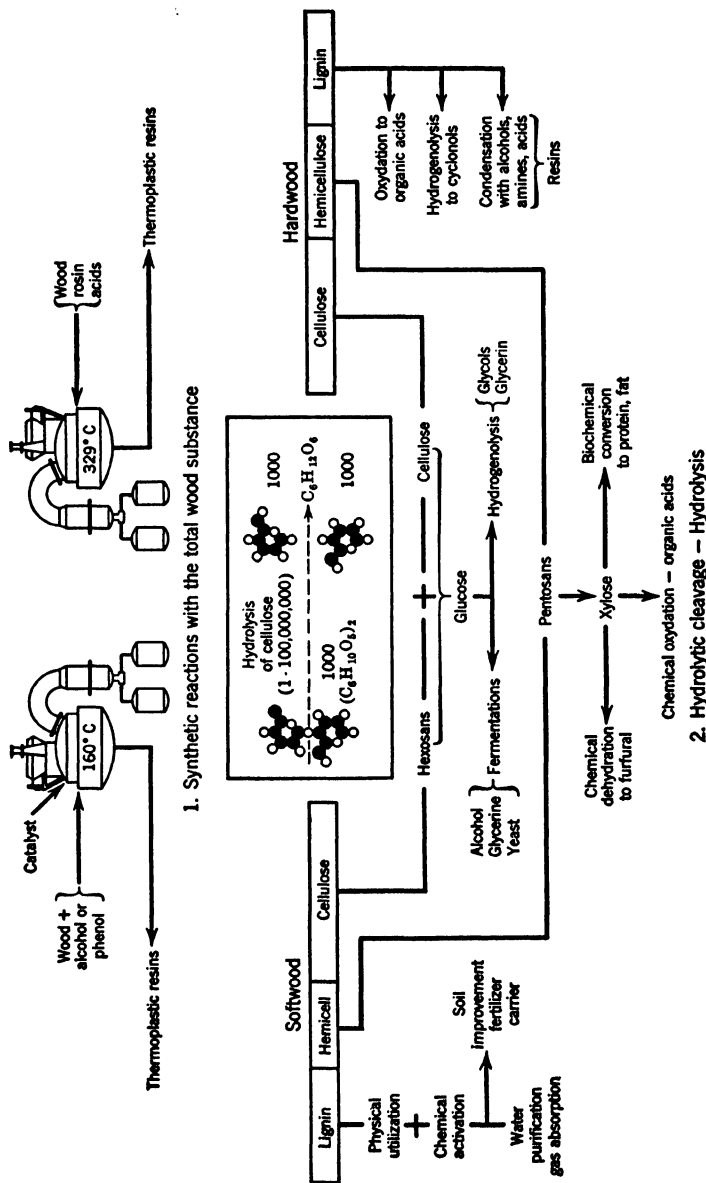 Catalyst
160°C
Wood +
alcohol or
phenol
Thermoplastic resins
329°C
Wood
rosin
acids
Thermoplastic resins
1. Synthetic reactions with the total wood substance
Hydrolysis
of cellulose
(1-100,000,000)
1000
(C₆H₁₀O₅)₂
1000
C₆H₁₂O₆
1000
Softwood
Lignin
Hemicell
Cellulose
Hardwood
Cellulose
Hemicellulose
Lignin
Physical
utilization
+
Chemical
activation
Soil
improvement
fertilizer
carrier
Water
purification
gas absorption
Hexosans + Cellulose
Glucose
Alcohol
Glycerine
Yeast
Fermentations
Hydrogenolysis
Glycols
Glycerin
Oxydation to
organic acids
Hydrogenolysis
to cyclonols
Condensation
with alcohols,
amines, acids
Resins
Pentosans
Xylose
Chemical
dehydration
to furfural
Biochemical
conversion
to protein, fat
Chemical oxydation – organic acids
2. Hydrolytic cleavage – Hydrolysis